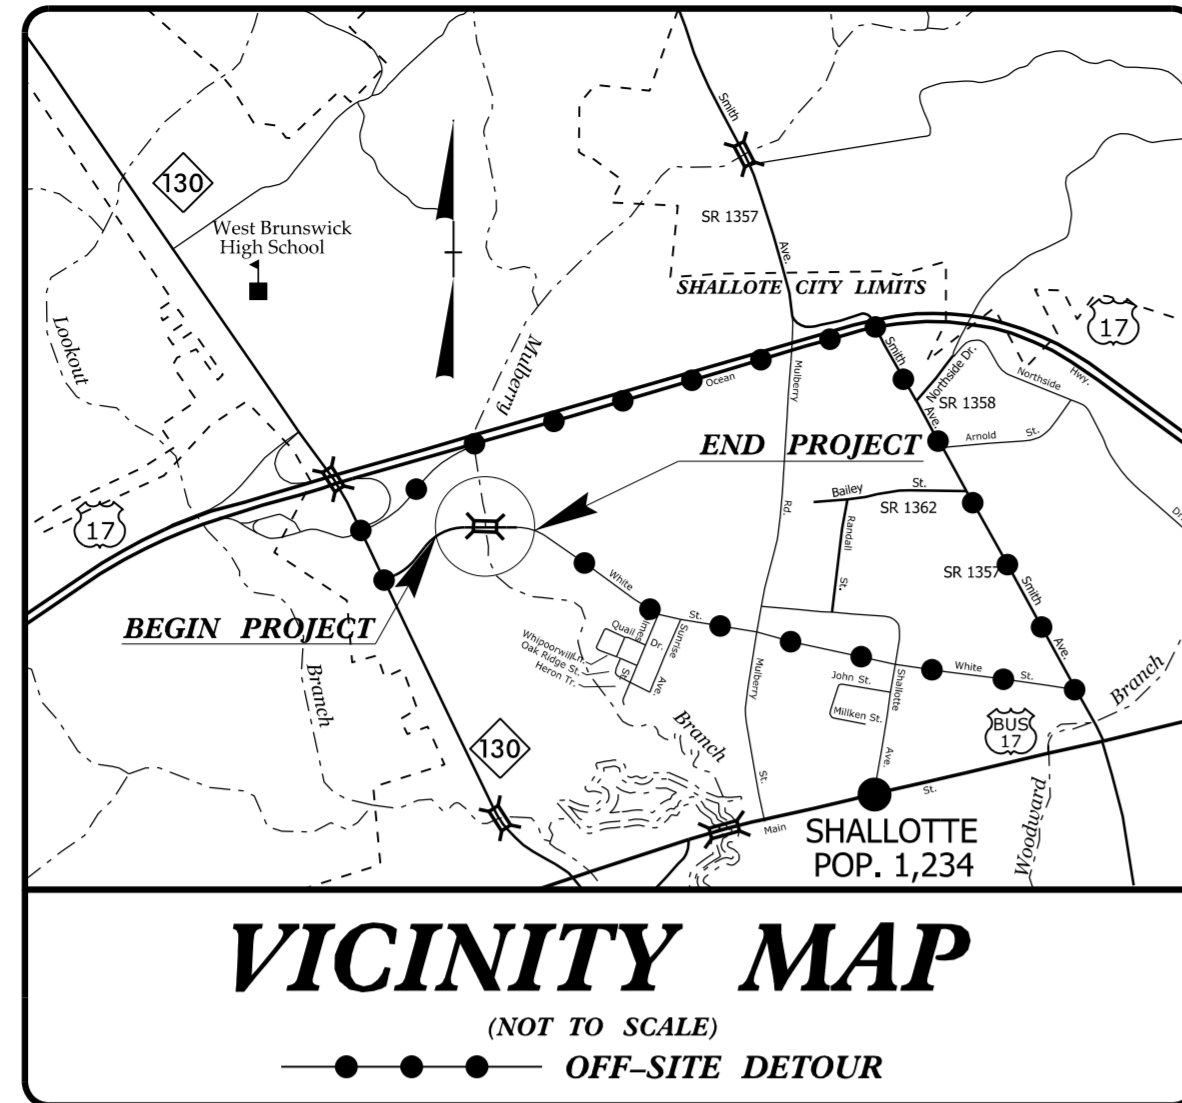 Smith
130
West Brunswick
High School
SR 1357
Ave.
SHALLOTE CITY LIMITS
17
Lookout
Mulberry
Smith
Northside Dr.
Northside
Hwy.
Ocean
Mulberry
Ave.
SR 1358
Arnold St.
END PROJECT
Bailey St.
SR 1362
17
Rd.
Randall
Dr.
White
St.
SR 1357
Smith
BEGIN PROJECT
St.
Quail Dr.
Sunrise
Whipoorwill Ln.
Oak Ridge St.
Heron Tr.
St.
Ave.
Ave.
Branch
Mulberry
John St.
Shallotte
White St.
Branch
Milliken St.
BUS
17
Branch
130
St.
Ave.
St.
Main
Woodward
SHALLOTTE
POP. 1,234
VICINITY MAP
(NOT TO SCALE)
OFF–SITE DETOUR